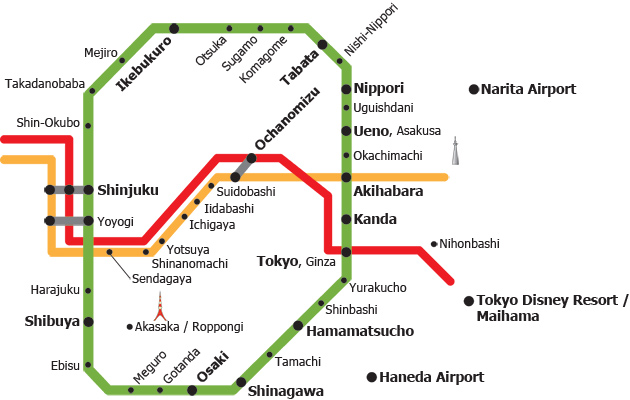 Nishi-Nippori
Ikebukuro
Otsuka
Sugamo
Komagome
Tabata
Mejiro
Takadanobaba
Nippori
Narita Airport
Uguishdani
Shin-Okubo
Ochanomizu
Ueno, Asakusa
Okachimachi
Shinjuku
Suidobashi
Akihabara
Iidabashi
Yoyogi
Ichigaya
Kanda
Yotsuya
Nihonbashi
Shinanomachi
Tokyo, Ginza
Sendagaya
Harajuku
Yurakucho
Tokyo Disney Resort /
Maihama
Shinbashi
Shibuya
Akasaka / Roppongi
Hamamatsucho
Ebisu
Tamachi
Meguro
Gotanda
Osaki
Shinagawa
Haneda Airport